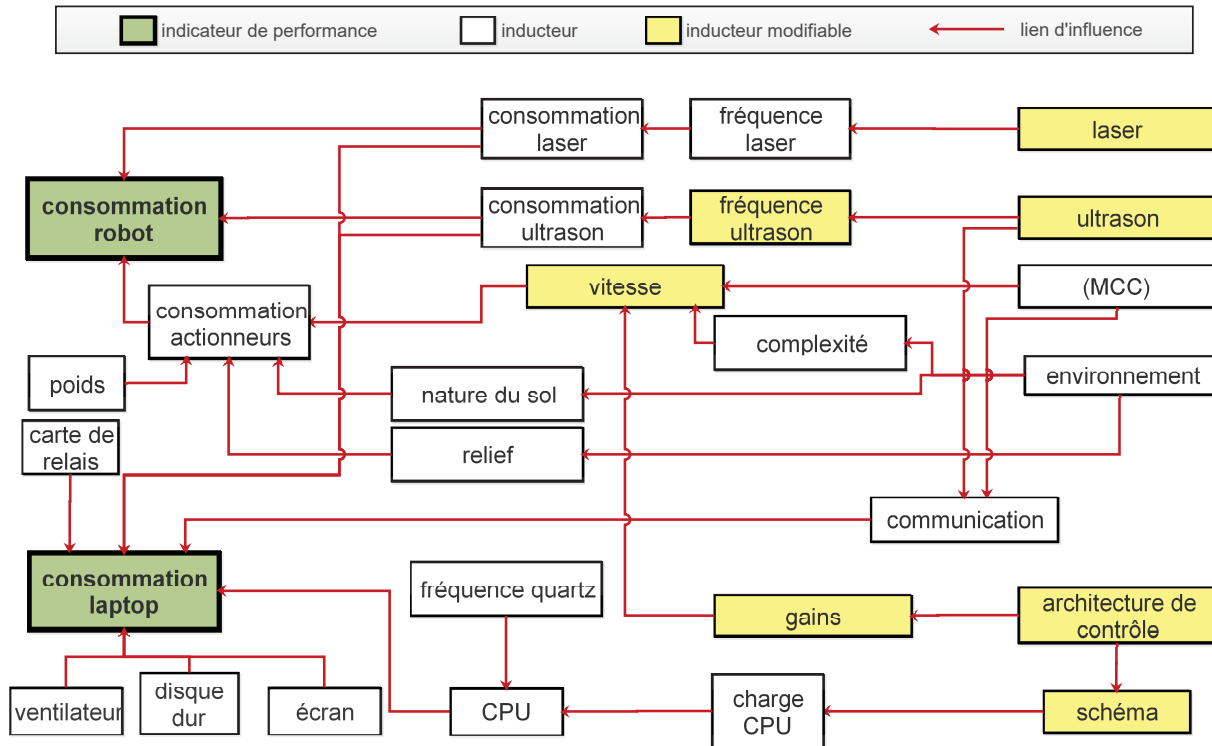 indicateur de performance
inducteur
inducteur modifiable
lien d'influence
consommation
laser
fréquence
laser
laser
consommation
robot
consommation
ultrason
fréquence
ultrason
ultrason
vitesse
(MCC)
consommation
actionneurs
complexité
poids
nature du sol
environnement
carte de
relais
relief
communication
consommation
laptop
fréquence quartz
gains
architecture de
contrôle
ventilateur
disque
dur
écran
CPU
charge
CPU
schéma